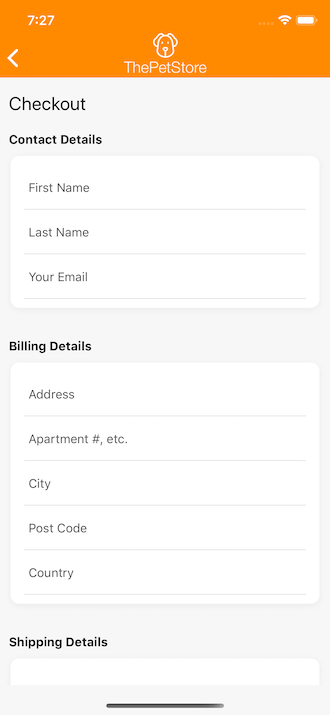 7:27
ThePetStore
Checkout
Contact Details
First Name
Last Name
Your Email
Billing Details
Address
Apartment #, etc.
City
Post Code
Country
Shipping Details